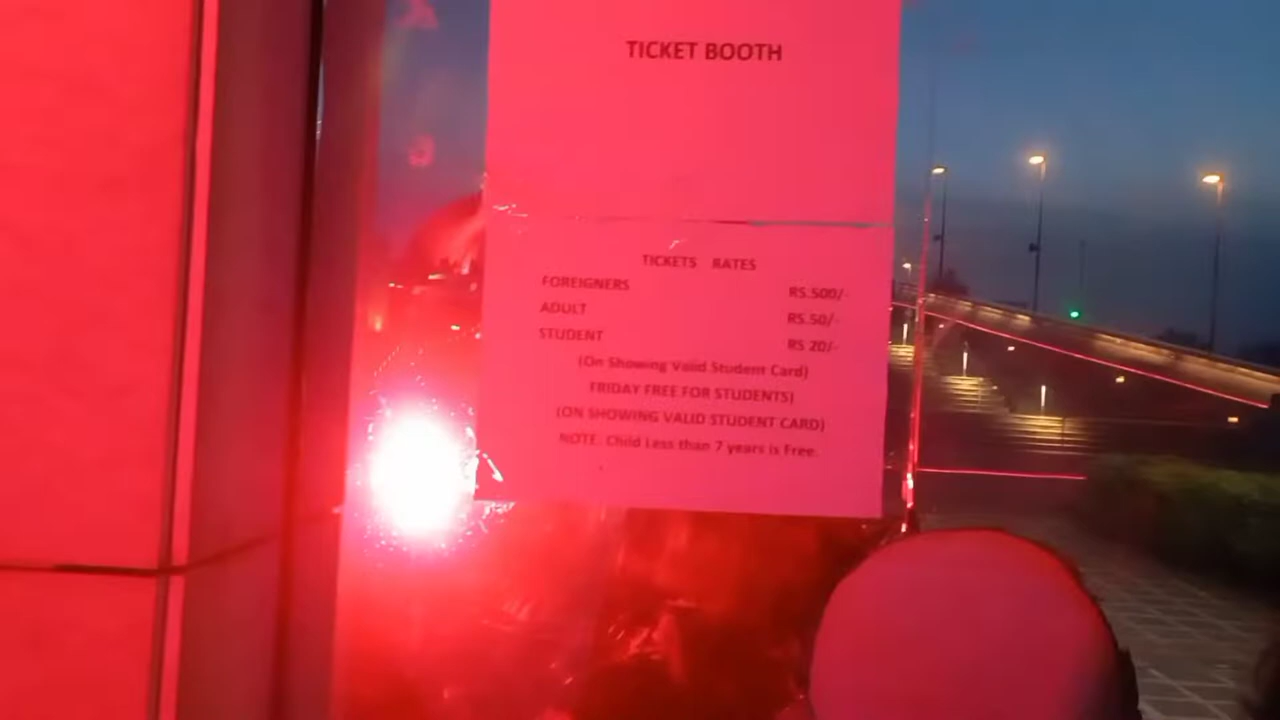 TICKET BOOTH
TICKETS RATES
FOREIGNERS RS.500/-
ADULT RS.50/-
STUDENT RS 20/-
(On Showing Valid Student Card)
FRIDAY FREE FOR STUDENTS)
(ON SHOWING VALID STUDENT CARD)
NOTE. Child Less than 7 years is Free.